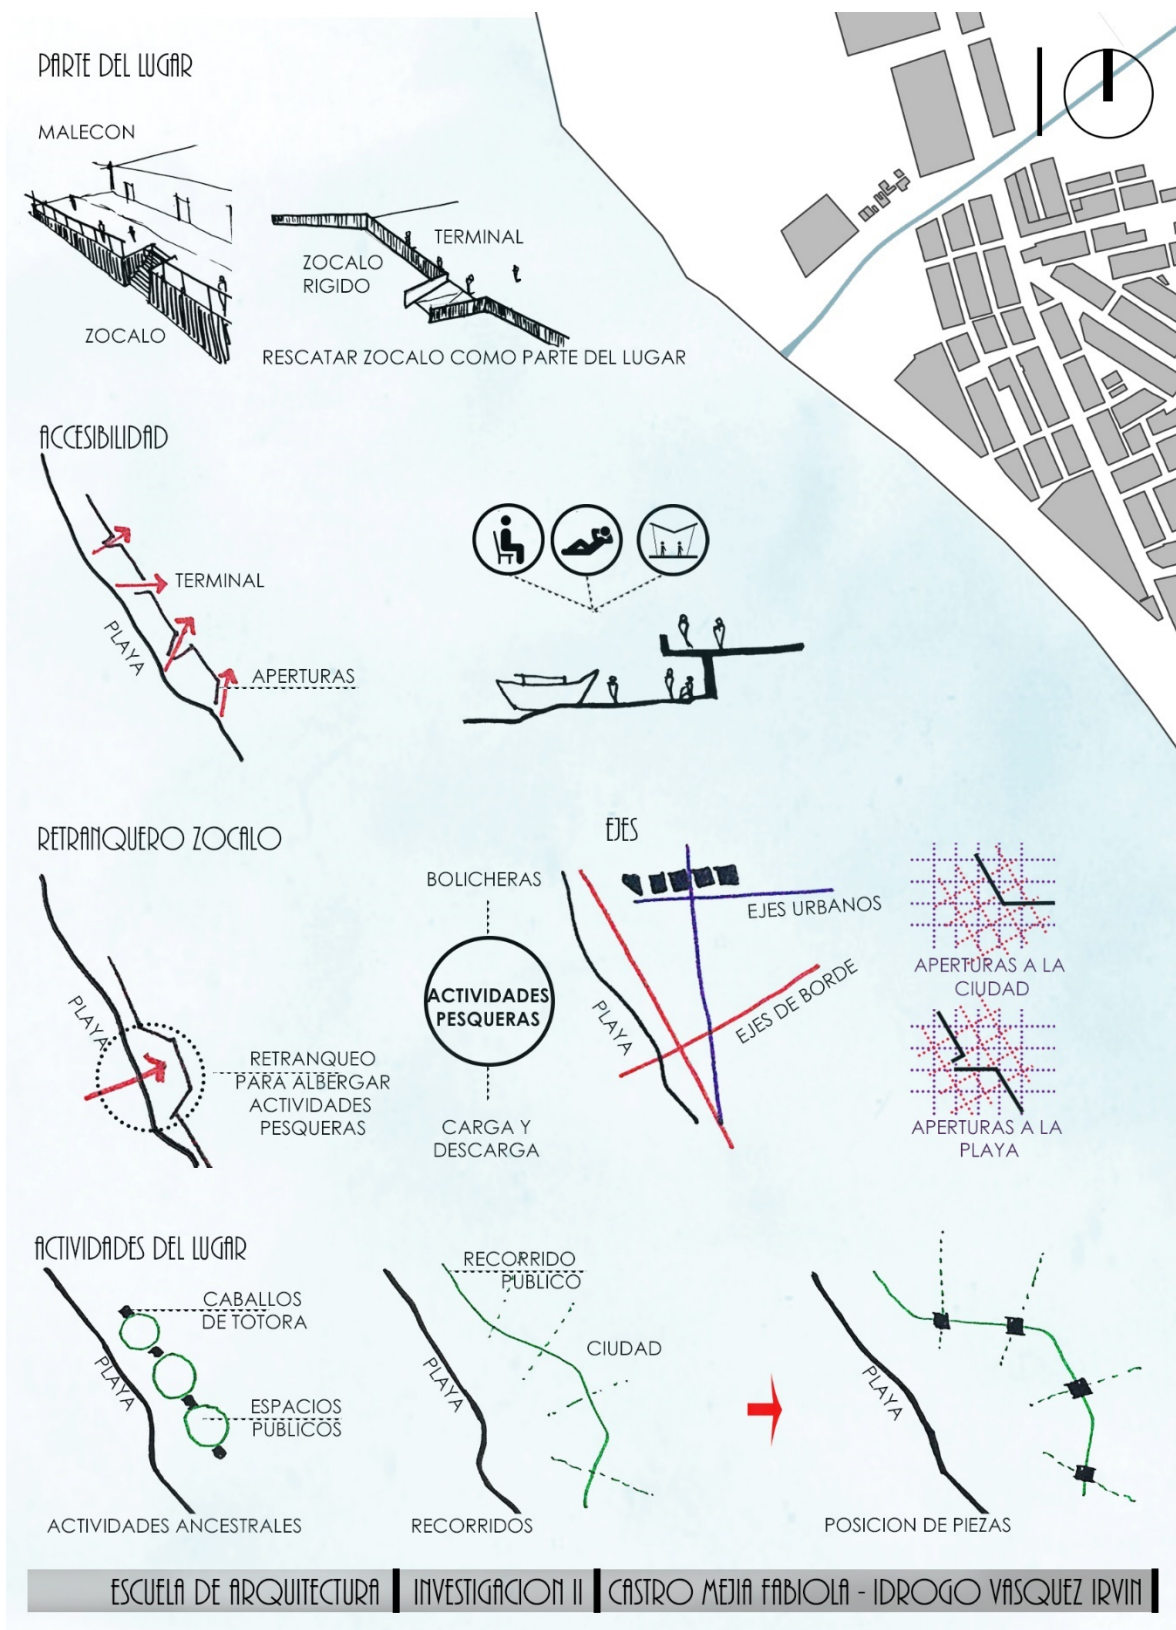 PARTE DEL LUGAR
MALECON
ZOCALO
ZOCALO
RIGIDO
TERMINAL
RESCATAR ZOCALO COMO PARTE DEL LUGAR
ACCESIBILIDAD
TERMINAL
PLAYA
APERTURAS
RETRANQUERO ZOCALO
PLAYA
RETRANQUEO
PARA ALBERGAR
ACTIVIDADES
PESQUERAS
BOLICHERAS
ACTIVIDADES
PESQUERAS
CARGA Y
DESCARGA
EJES
EJES URBANOS
EJES DE BORDE
PLAYA
APERTURAS A LA
CIUDAD
APERTURAS A LA
PLAYA
ACTIVIDADES DEL LUGAR
CABALLOS
DE TOTORA
PLAYA
ESPACIOS
PUBLICOS
ACTIVIDADES ANCESTRALES
RECORRIDO
PUBLICO
CIUDAD
PLAYA
RECORRIDOS
PLAYA
POSICION DE PIEZAS
ESCUELA DE ARQUITECTURA | INVESTIGACION II | CASTRO MEJIA FABIOLA - IDROGO VASQUEZ IRVIN